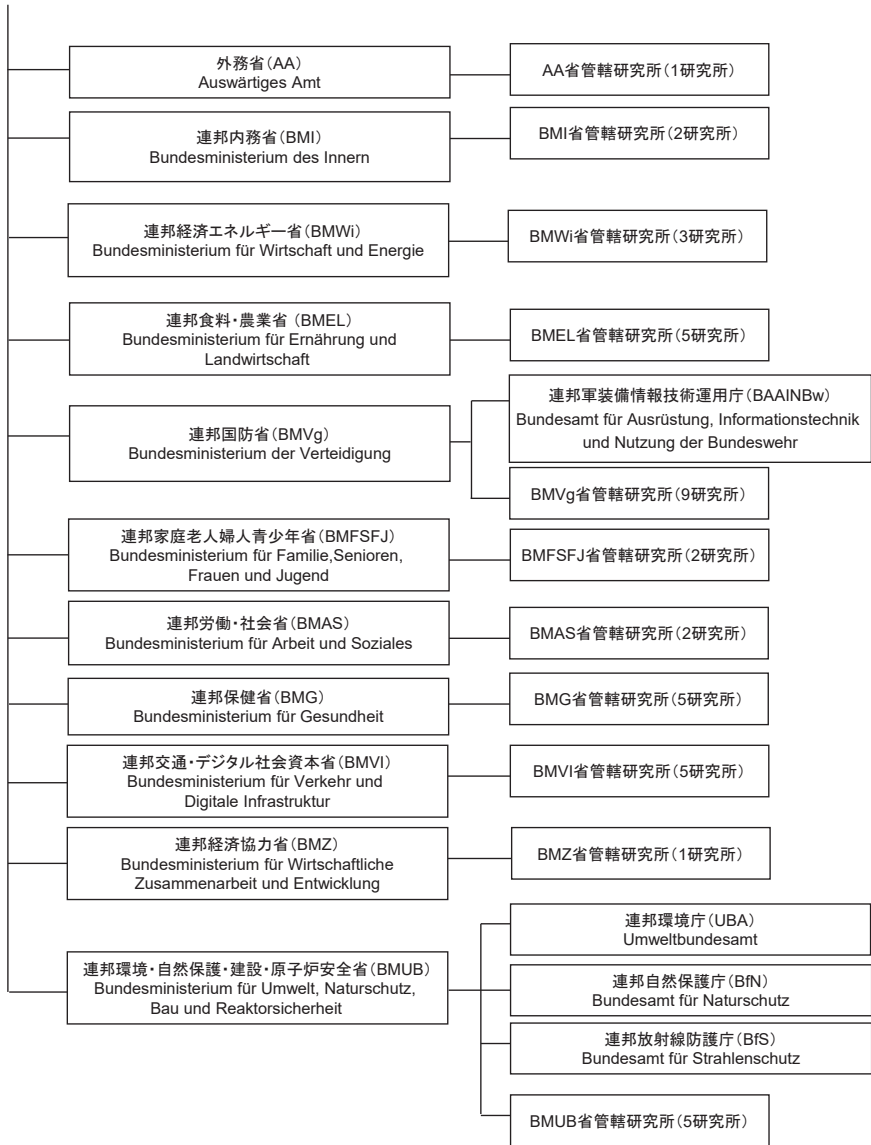 外務省(AA)
Auswärtiges Amt
AA省管轄研究所(1研究所)
連邦内務省(BMI)
Bundesministerium des Innern
BMI省管轄研究所(2研究所)
連邦経済エネルギー省(BMWi)
Bundesministerium für Wirtschaft und Energie
BMWi省管轄研究所(3研究所)
連邦食料・農業省 (BMEL)
Bundesministerium für Ernährung und
Landwirtschaft
BMEL省管轄研究所(5研究所)
連邦国防省(BMVg)
Bundesministerium der Verteidigung
連邦軍装備情報技術運用庁(BAAINBw)
Bundesamt für Ausrüstung, Informationstechnik
und Nutzung der Bundeswehr
BMVg省管轄研究所(9研究所)
連邦家庭老人婦人青少年省(BMFSFJ)
Bundesministerium für Familie,Senioren,
Frauen und Jugend
BMFSFJ省管轄研究所(2研究所)
連邦労働・社会省(BMAS)
Bundesministerium für Arbeit und Soziales
BMAS省管轄研究所(2研究所)
連邦保健省(BMG)
Bundesministerium für Gesundheit
BMG省管轄研究所(5研究所)
連邦交通・デジタル社会資本省(BMVI)
Bundesministerium für Verkehr und
Digitale Infrastruktur
BMVI省管轄研究所(5研究所)
連邦経済協力省(BMZ)
Bundesministerium für Wirtschaftliche
Zusammenarbeit und Entwicklung
BMZ省管轄研究所(1研究所)
連邦環境・自然保護・建設・原子炉安全省(BMUB)
Bundesministerium für Umwelt, Naturschutz,
Bau und Reaktorsicherheit
連邦環境庁(UBA)
Umweltbundesamt
連邦自然保護庁(BfN)
Bundesamt für Naturschutz
連邦放射線防護庁(BfS)
Bundesamt für Strahlenschutz
BMUB省管轄研究所(5研究所)